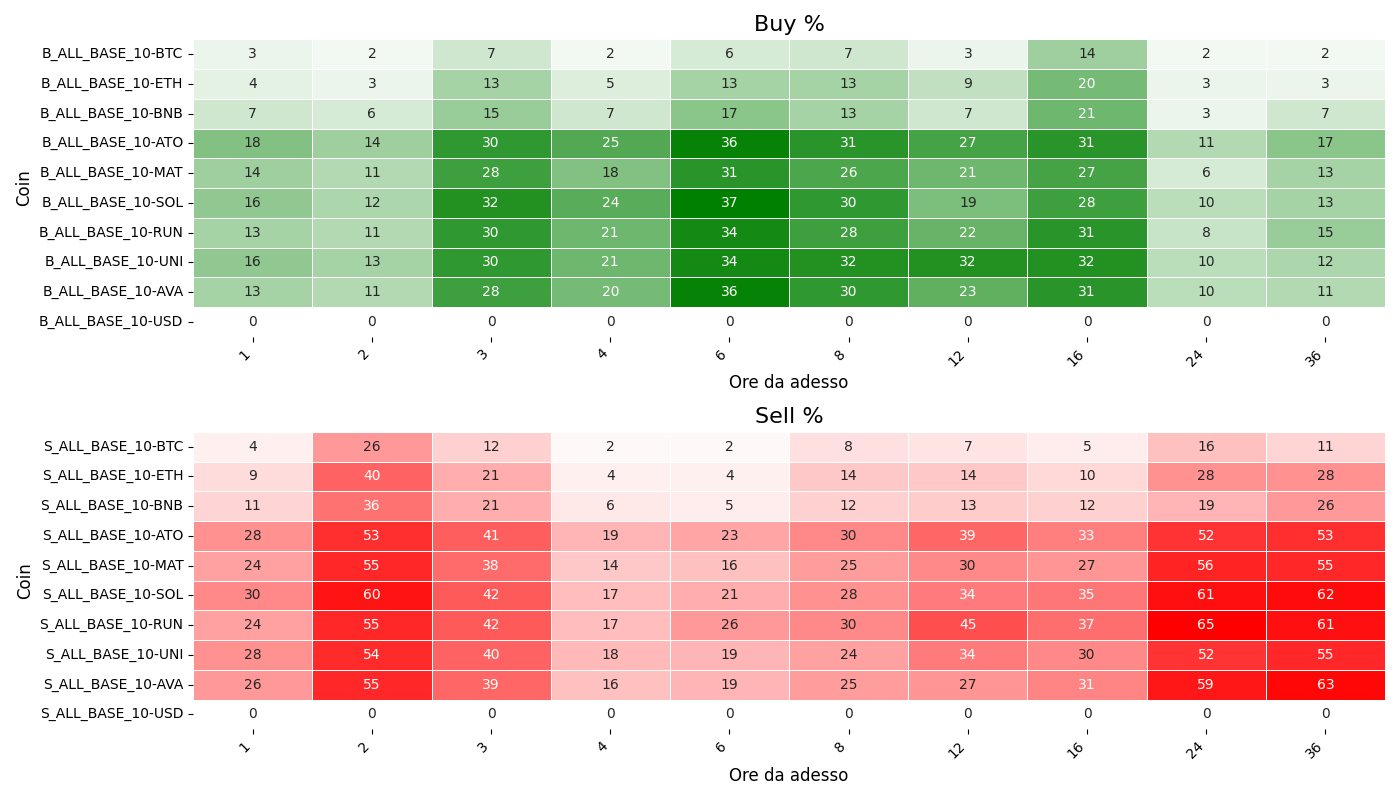 Buy %
Coin
B_ALL_BASE_10-BTC 3 2 7 2 6 7 3 14 2 2
B_ALL_BASE_10-ETH 4 3 13 5 13 13 9 20 3 3
B_ALL_BASE_10-BNB 7 6 15 7 17 13 7 21 3 7
B_ALL_BASE_10-ATO 18 14 30 25 36 31 27 31 11 17
B_ALL_BASE_10-MAT 14 11 28 18 31 26 21 27 6 13
B_ALL_BASE_10-SOL 16 12 32 24 37 30 19 28 10 13
B_ALL_BASE_10-RUN 13 11 30 21 34 28 22 31 8 15
B_ALL_BASE_10-UNI 16 13 30 21 34 32 32 32 10 12
B_ALL_BASE_10-AVA 13 11 28 20 36 30 23 31 10 11
B_ALL_BASE_10-USD 0 0 0 0 0 0 0 0 0 0
1 2 3 4 6 8 12 16 24 36
Ore da adesso
Sell %
Coin
S_ALL_BASE_10-BTC 4 26 12 2 2 8 7 5 16 11
S_ALL_BASE_10-ETH 9 40 21 4 4 14 14 10 28 28
S_ALL_BASE_10-BNB 11 36 21 6 5 12 13 12 19 26
S_ALL_BASE_10-ATO 28 53 41 19 23 30 39 33 52 53
S_ALL_BASE_10-MAT 24 55 38 14 16 25 30 27 56 55
S_ALL_BASE_10-SOL 30 60 42 17 21 28 34 35 61 62
S_ALL_BASE_10-RUN 24 55 42 17 26 30 45 37 65 61
S_ALL_BASE_10-UNI 28 54 40 18 19 24 34 30 52 55
S_ALL_BASE_10-AVA 26 55 39 16 19 25 27 31 59 63
S_ALL_BASE_10-USD 0 0 0 0 0 0 0 0 0 0
1 2 3 4 6 8 12 16 24 36
Ore da adesso